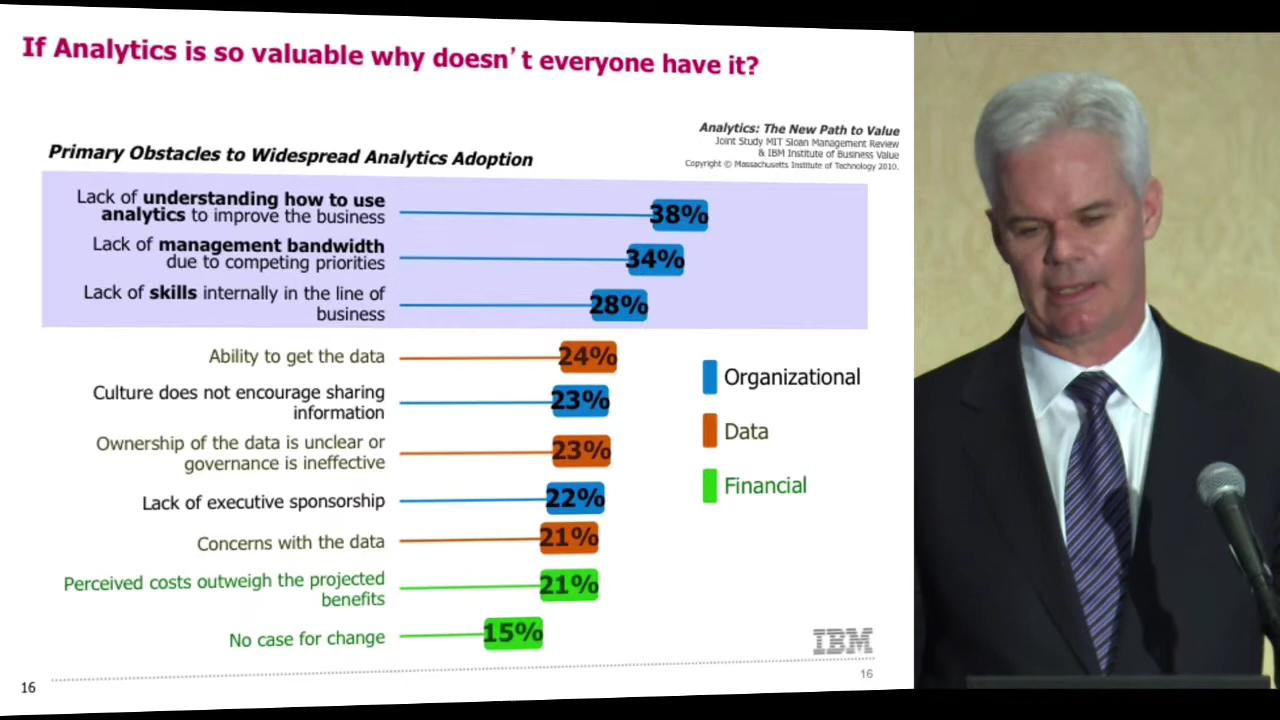 If Analytics is so valuable why doesn't everyone have it?
Analytics: The New Path to Value
Joint Study MIT Sloan Management Review
& IBM Institute of Business Value
Copyright © Massachusetts Institute of Technology 2010.
Primary Obstacles to Widespread Analytics Adoption
Lack of understanding how to use
analytics to improve the business
38%
Lack of management bandwidth
due to competing priorities
34%
Lack of skills internally in the line of
business
28%
Ability to get the data
24%
Culture does not encourage sharing
information
23%
Ownership of the data is unclear or
governance is ineffective
23%
Lack of executive sponsorship
22%
Concerns with the data
21%
Perceived costs outweigh the projected
benefits
21%
No case for change
15%
Organizational
Data
Financial
IBM
16
16